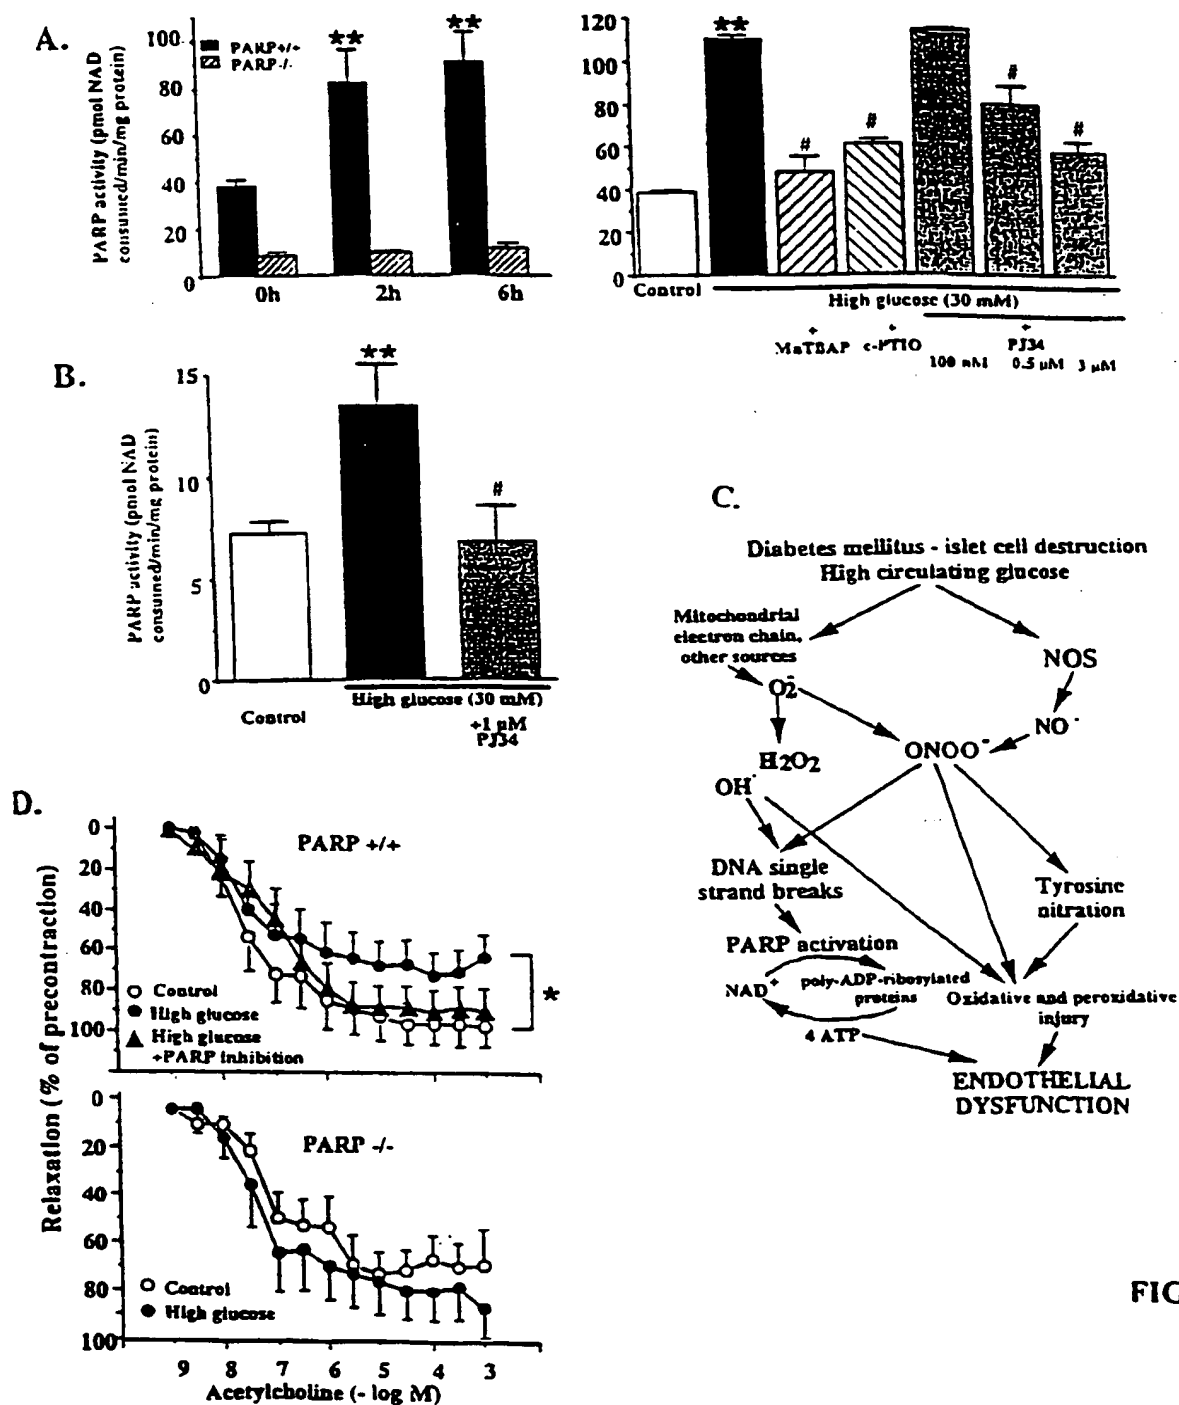 A.
PARP activity (pmol NAD
consumed/min/mg protein)
100
80
60
40
20
0
PARP+/+
PARP-/-
**
**
0h
2h
6h
120
100
80
60
40
20
0
**
#
#
#
#
Control
High glucose (30 mM)
+
MnTBAP
+
c-PTIO
+
PJ34
100 nM
0.5 µM
3 µM
B.
PARP activity (pmol NAD
consumed/min/mg protein)
15
10
5
0
**
#
Control
High glucose (30 mM)
+1 µM
PJ34
C.
Diabetes mellitus - islet cell destruction
High circulating glucose
Mitochondrial
electron chain,
other sources
NOS
O2-
NO·
H2O2
ONOO-
OH·
DNA single
strand breaks
Tyrosine
nitration
PARP activation
NAD+
poly-ADP-ribosylated
proteins
Oxidative and peroxidative
injury
4 ATP
ENDOTHELIAL
DYSFUNCTION
D.
Relaxation (% of precontraction)
0
20
40
60
80
100
PARP +/+
Control
High glucose
High glucose
+PARP inhibition
*
0
20
40
60
80
100
PARP -/-
Control
High glucose
9 8 7 6 5 4 3
Acetylcholine (- log M)
FIG